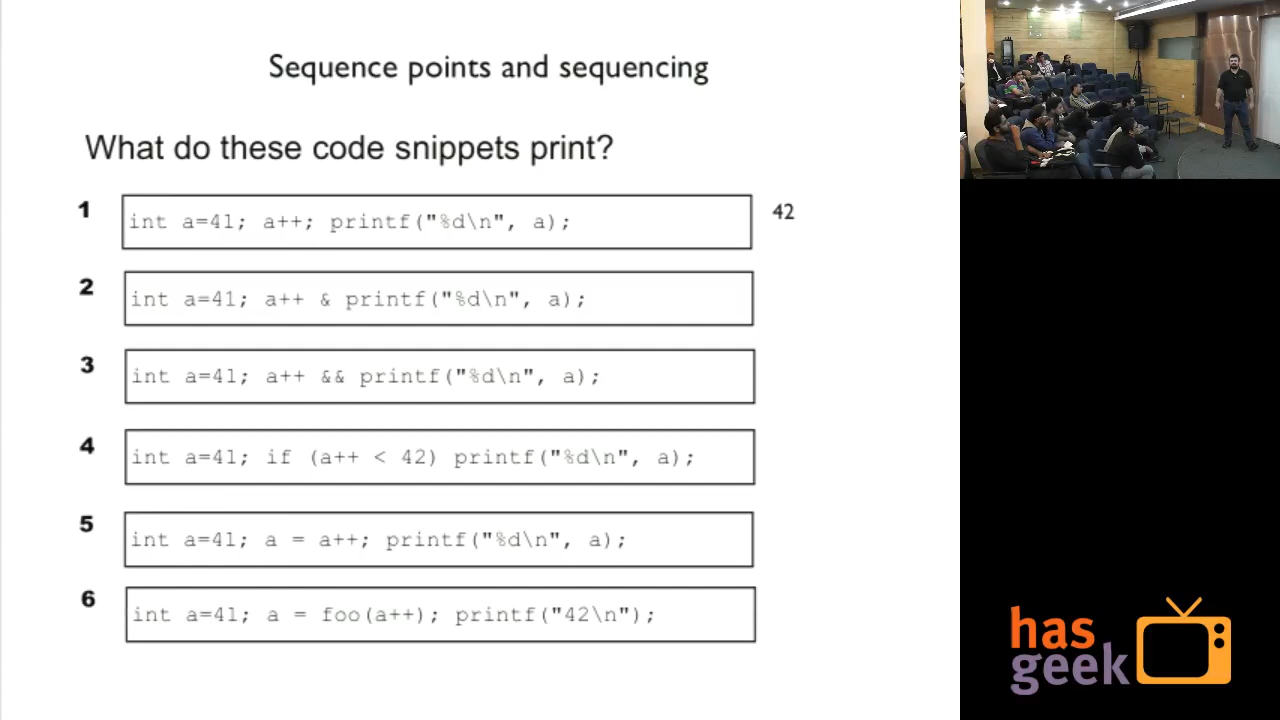 Sequence points and sequencing
What do these code snippets print?
1 int a=41; a++; printf("%d\n", a); 42
2 int a=41; a++ & printf("%d\n", a);
3 int a=41; a++ && printf("%d\n", a);
4 int a=41; if (a++ < 42) printf("%d\n", a);
5 int a=41; a = a++; printf("%d\n", a);
6 int a=41; a = foo(a++); printf("42\n");
has
geek